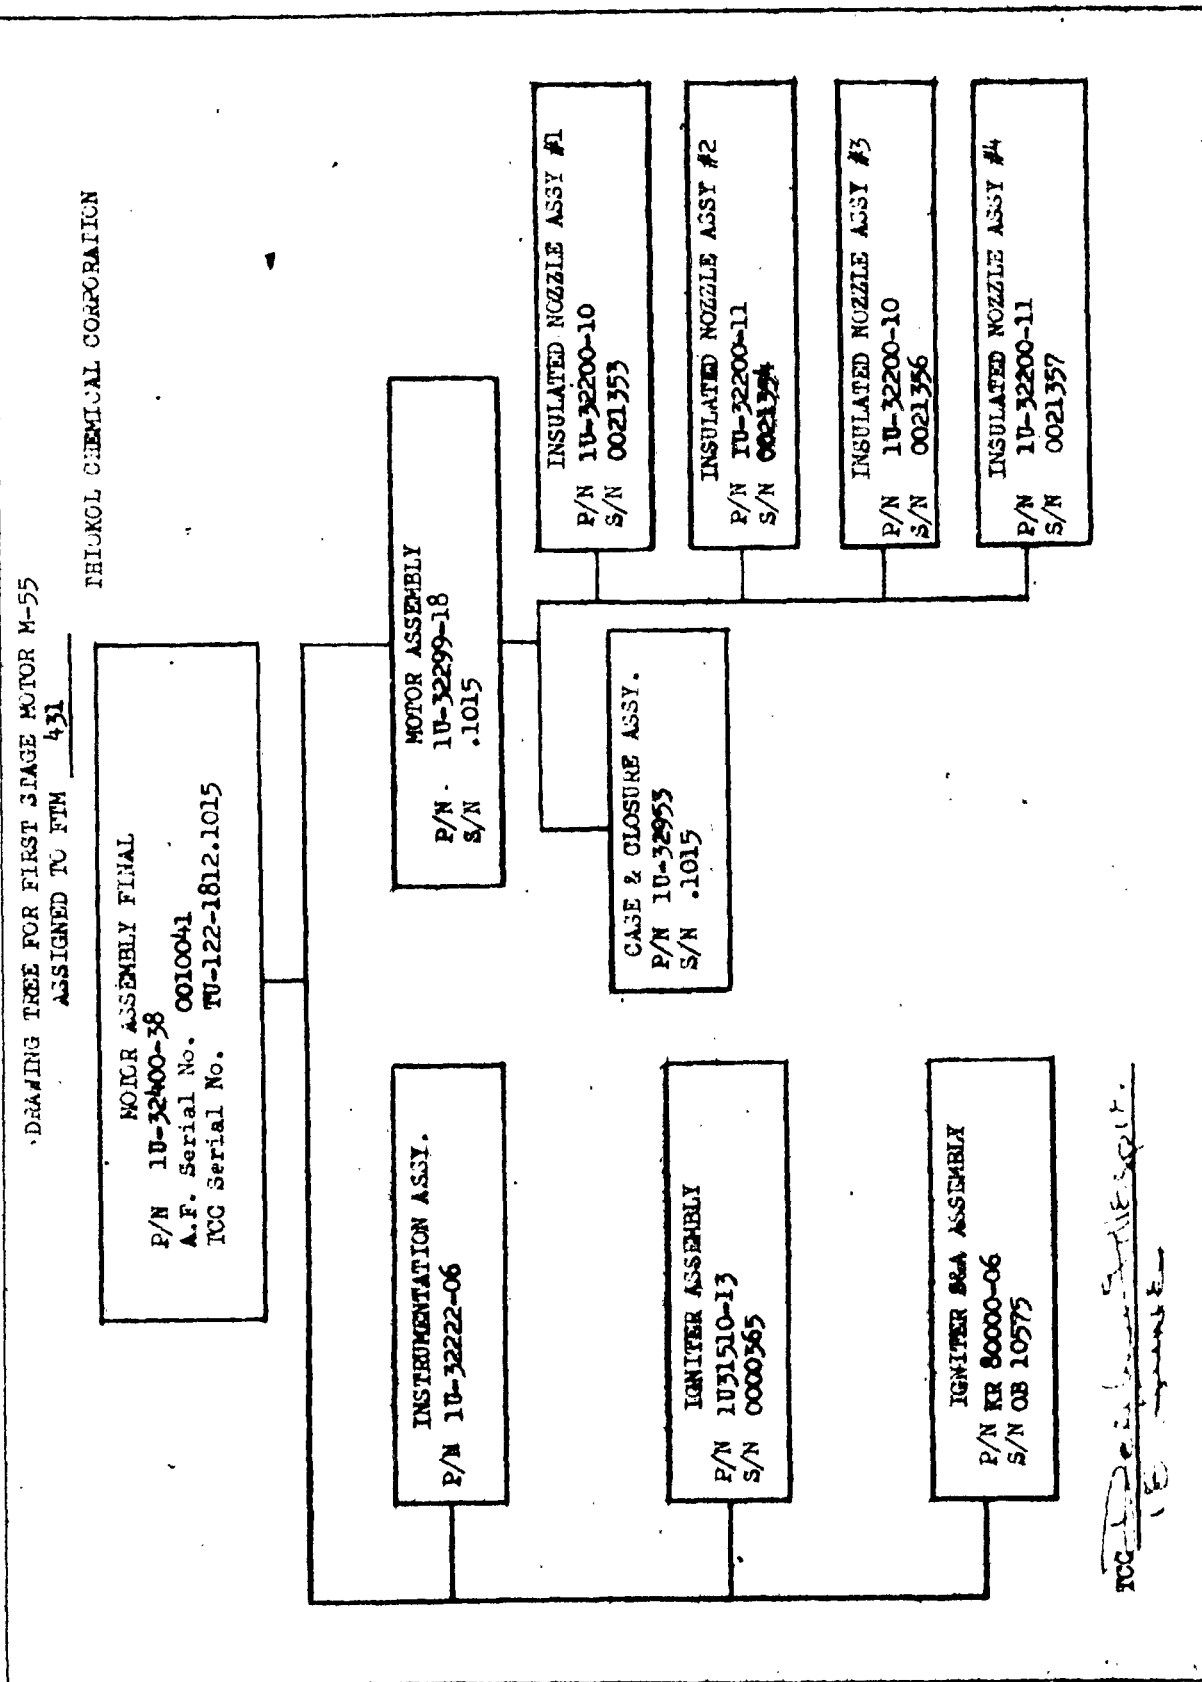 DRAWING TREE FOR FIRST STAGE MOTOR M-55
ASSIGNED TO FTM 431
THIOKOL CHEMICAL CORPORATION
MOTOR ASSEMBLY FINAL
P/N 1U-32400-38
A.F. Serial No. 0010041
TCC Serial No. TU-122-1812.1015
INSTRUMENTATION ASSY.
P/N 1U-32222-06
MOTOR ASSEMBLY
P/N 1U-32299-18
S/N .1015
IGNITER ASSEMBLY
P/N 1U31510-13
S/N 0000365
CASE & CLOSURE ASSY.
P/N 1U-32953
S/N .1015
IGNITER S&A ASSEMBLY
P/N KR 80000-06
S/N OB 10575
INSULATED NOZZLE ASSY #1
P/N 1U-32200-10
S/N 0021353
INSULATED NOZZLE ASSY #2
P/N 1U-32200-11
S/N 0021354
INSULATED NOZZLE ASSY #3
P/N 1U-32200-10
S/N 0021356
INSULATED NOZZLE ASSY #4
P/N 1U-32200-11
S/N 0021357
TCC